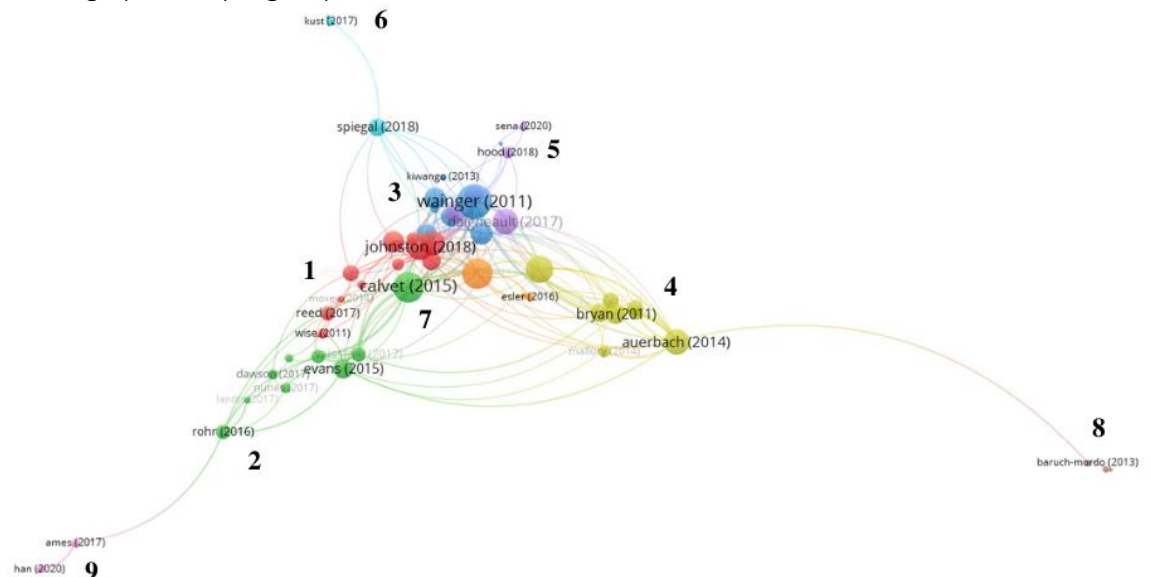 kust (2017)
6
spiegal (2018)
sena (2020)
hood (2018)
5
kiwango (2013)
3
wainger (2011)
johnston (2018)
1
calvet (2015)
esler (2016)
4
reed (2017)
7
bryan (2011)
wise (2011)
auerbach (2014)
mallory (2014)
evans (2015)
dawson (2017)
nunes (2017)
rohr (2016)
2
8
baruch-mordo (2013)
ames (2017)
han (2020)
9